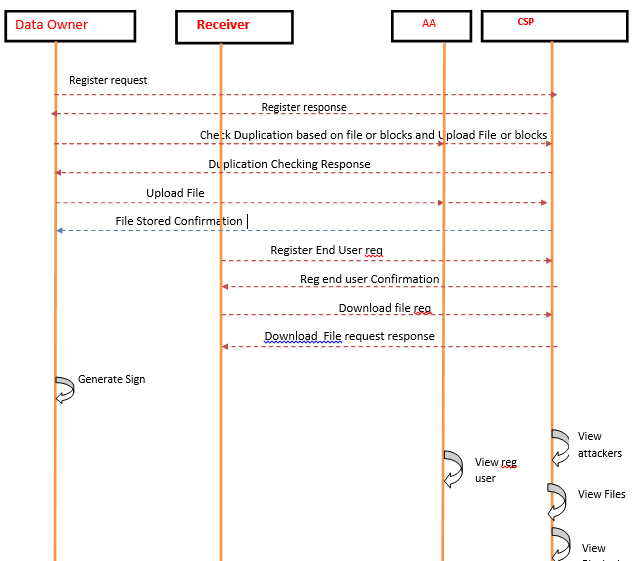 Data Owner
Receiver
AA
CSP
Register request
Register response
Check Duplication based on file or blocks and Upload File or blocks
Duplication Checking Response
Upload File
File Stored Confirmation
Register End User req
Reg end user Confirmation
Download file req
Download File request response
Generate Sign
View
attackers
View reg
user
View Files
View